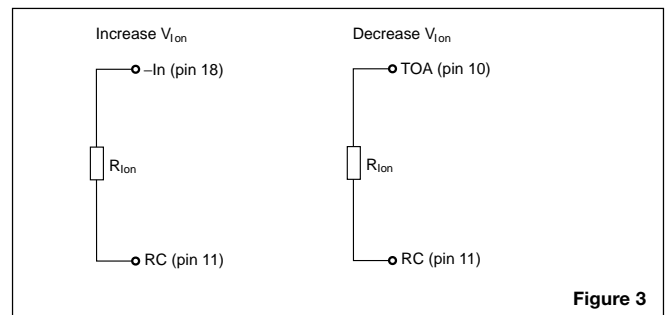 Increase VIon
Decrease VIon
–In (pin 18)
TOA (pin 10)
RIon
RIon
RC (pin 11)
RC (pin 11)
Figure 3